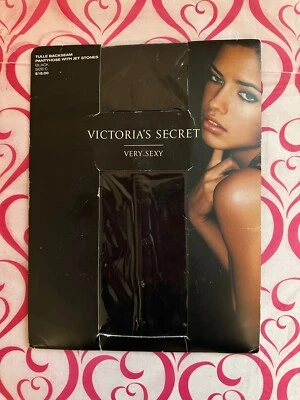 TULLE BACKSEAM
PANTYHOSE WITH JET STONES
BLACK
SIZE C
$18.00
VICTORIA'S SECRET
VERY SEXY